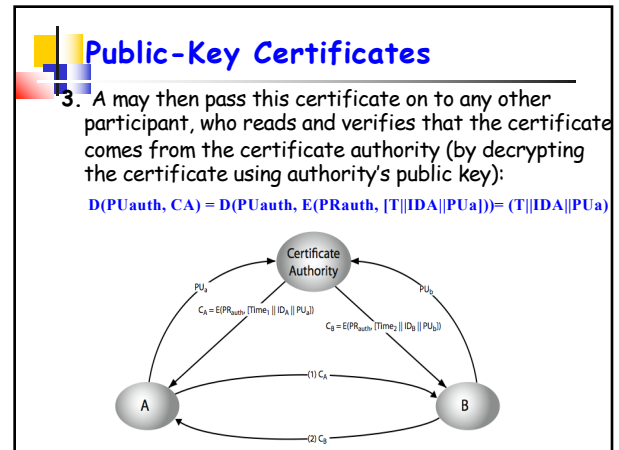 Public-Key Certificates
3. A may then pass this certificate on to any other
participant, who reads and verifies that the certificate
comes from the certificate authority (by decrypting
the certificate using authority's public key):
D(PUauth, CA) = D(PUauth, E(PRauth, [T||IDA||PUa]))= (T||IDA||PUa)
Certificate
Authority
PUa
PUb
CA = E(PRauth, [Time1 || IDA || PUa])
CB = E(PRauth, [Time2 || IDB || PUb])
(1) CA
A
B
(2) CB